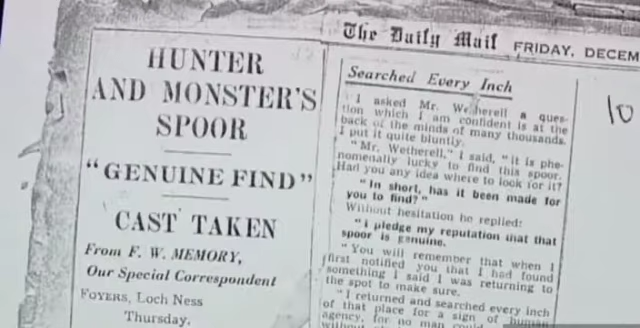 The Daily Mail FRIDAY, DECEM
HUNTER
AND MONSTER'S
SPOOR
"GENUINE FIND"
CAST TAKEN
From F. W. MEMORY,
Our Special Correspondent
FOYERS, Loch Ness
Thursday.
Searched Every Inch
I asked Mr. Wetherell a ques-
tion which I am confident is at the
back of the minds of many thousands.
I put it quite bluntly.
"Mr. Wetherell," I said, "it is phe-
nomenally lucky to find this spoor.
Had you any idea where to look for it?
"In short, has it been made for
you to find?"
Without hesitation he replied:
"I pledge my reputation that that
spoor is genuine.
"You will remember that when I
first notified you that I had found
something I said I was returning to
the spot to make sure.
"I returned and searched every inch
of that place for a sign of human
agency, for no man could
10